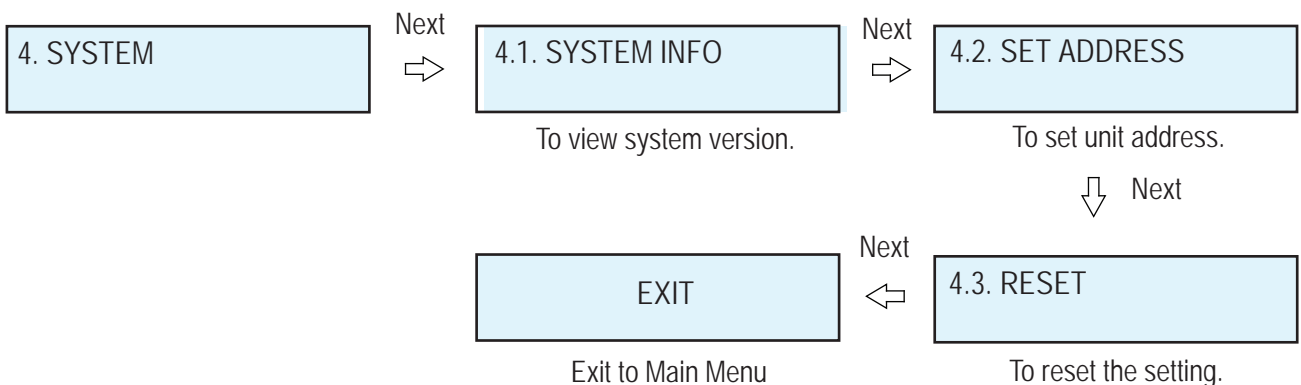 Next
4. SYSTEM
4.1. SYSTEM INFO
Next
4.2. SET ADDRESS
To view system version.
To set unit address.
Next
Next
EXIT
4.3. RESET
Exit to Main Menu
To reset the setting.